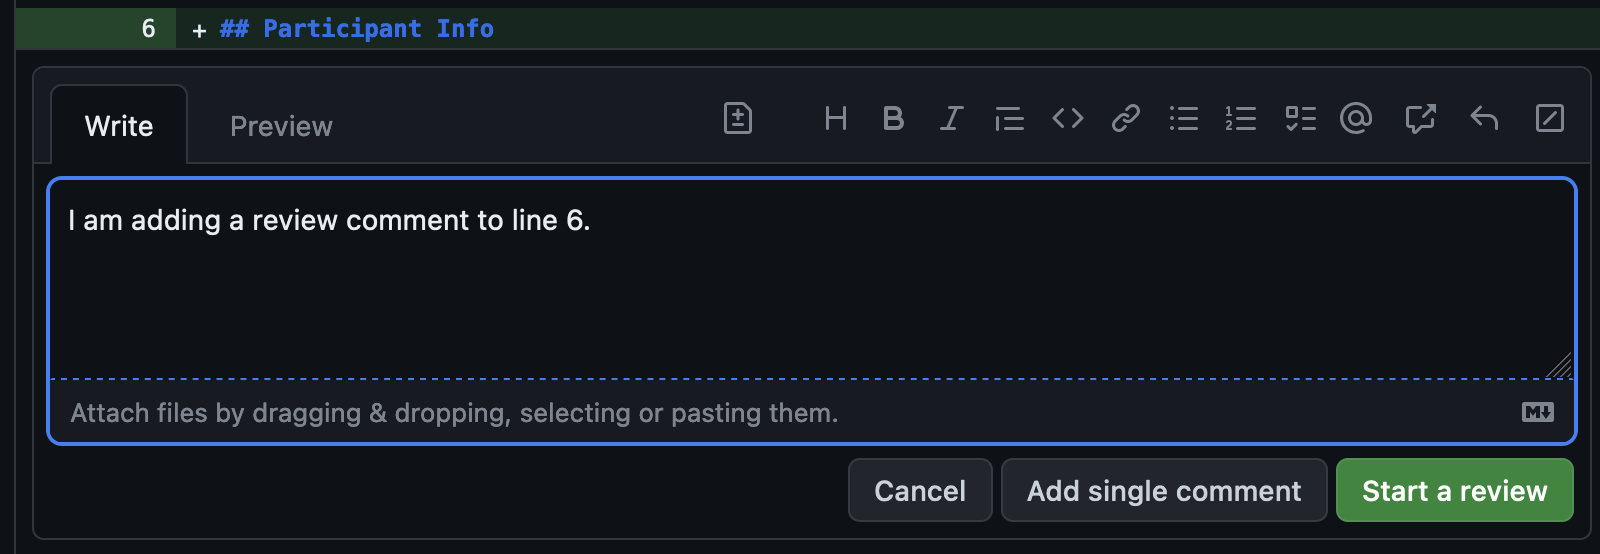 6 + ## Participant Info
Write Preview
I am adding a review comment to line 6.
Attach files by dragging & dropping, selecting or pasting them.
Cancel Add single comment Start a review